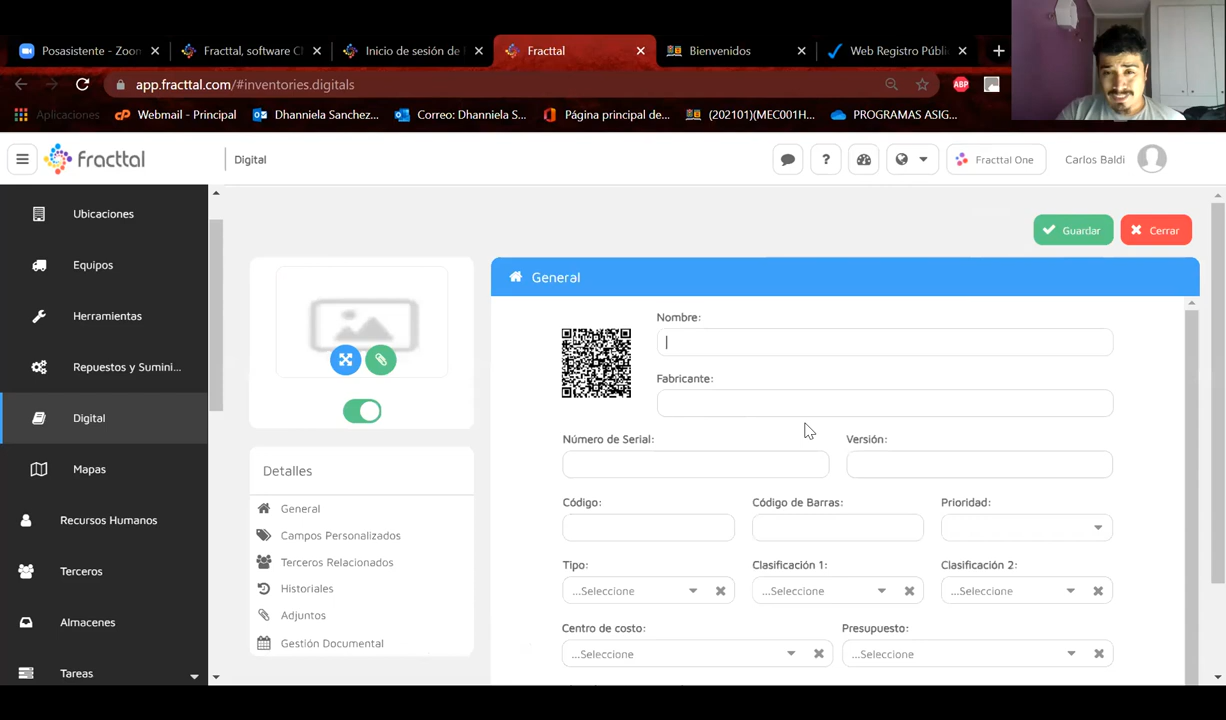 Posasistente - Zoom
Fracttal, software C
Inicio de sesión de
Fracttal
Bienvenidos
Web Registro Públi
app.fracttal.com/#inventories.digitals
ABP
Aplicaciones
Webmail - Principal
Dhanniela Sanchez...
Correo: Dhanniela S...
Página principal de...
(202101)(MEC001H...
PROGRAMAS ASIG...
fracttal
Digital
?
Fracttal One
Carlos Baldi
Ubicaciones
Equipos
Herramientas
Repuestos y Sumini...
Digital
Mapas
Recursos Humanos
Terceros
Almacenes
Tareas
Guardar
Cerrar
Detalles
General
Campos Personalizados
Terceros Relacionados
Historiales
Adjuntos
Gestión Documental
General
Nombre:
Fabricante:
Número de Serial:
Versión:
Código:
Código de Barras:
Prioridad:
Tipo:
Clasificación 1:
Clasificación 2:
...Seleccione
...Seleccione
...Seleccione
Centro de costo:
Presupuesto:
...Seleccione
...Seleccione